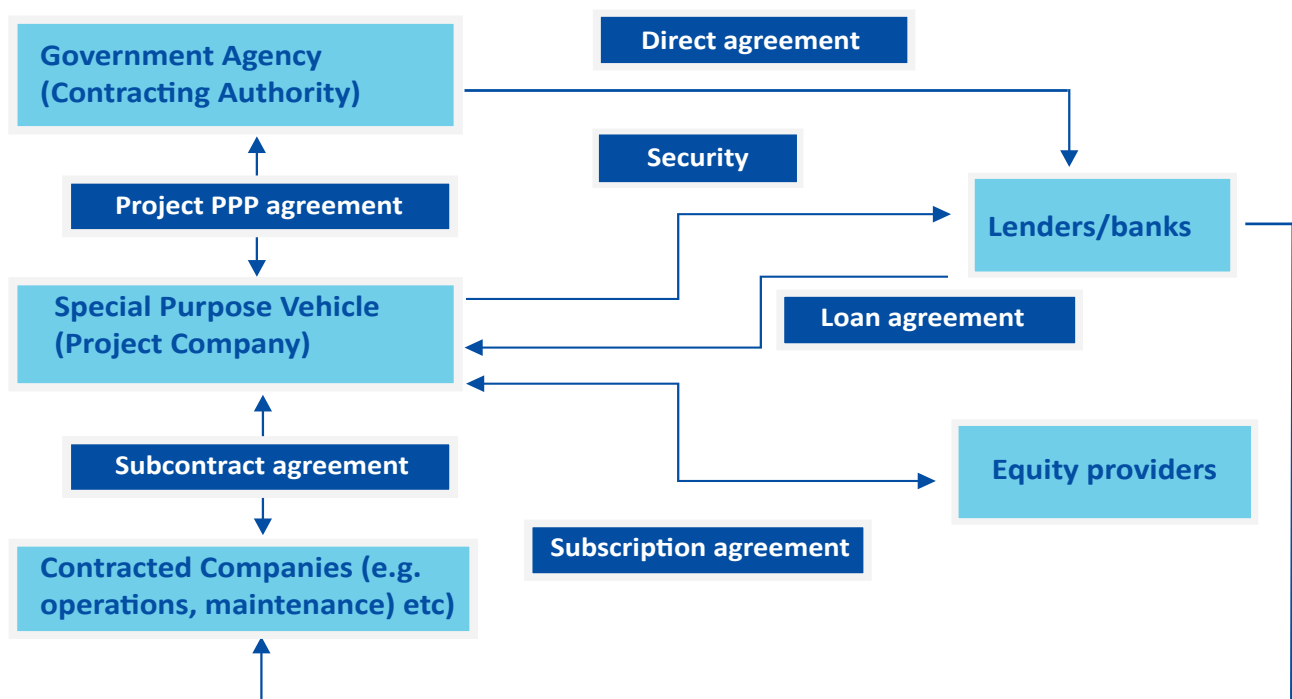 Direct agreement
Government Agency
(Contracting Authority)
Security
Project PPP agreement
Lenders/banks
Special Purpose Vehicle
(Project Company)
Loan agreement
Subcontract agreement
Equity providers
Subscription agreement
Contracted Companies (e.g.
operations, maintenance) etc)